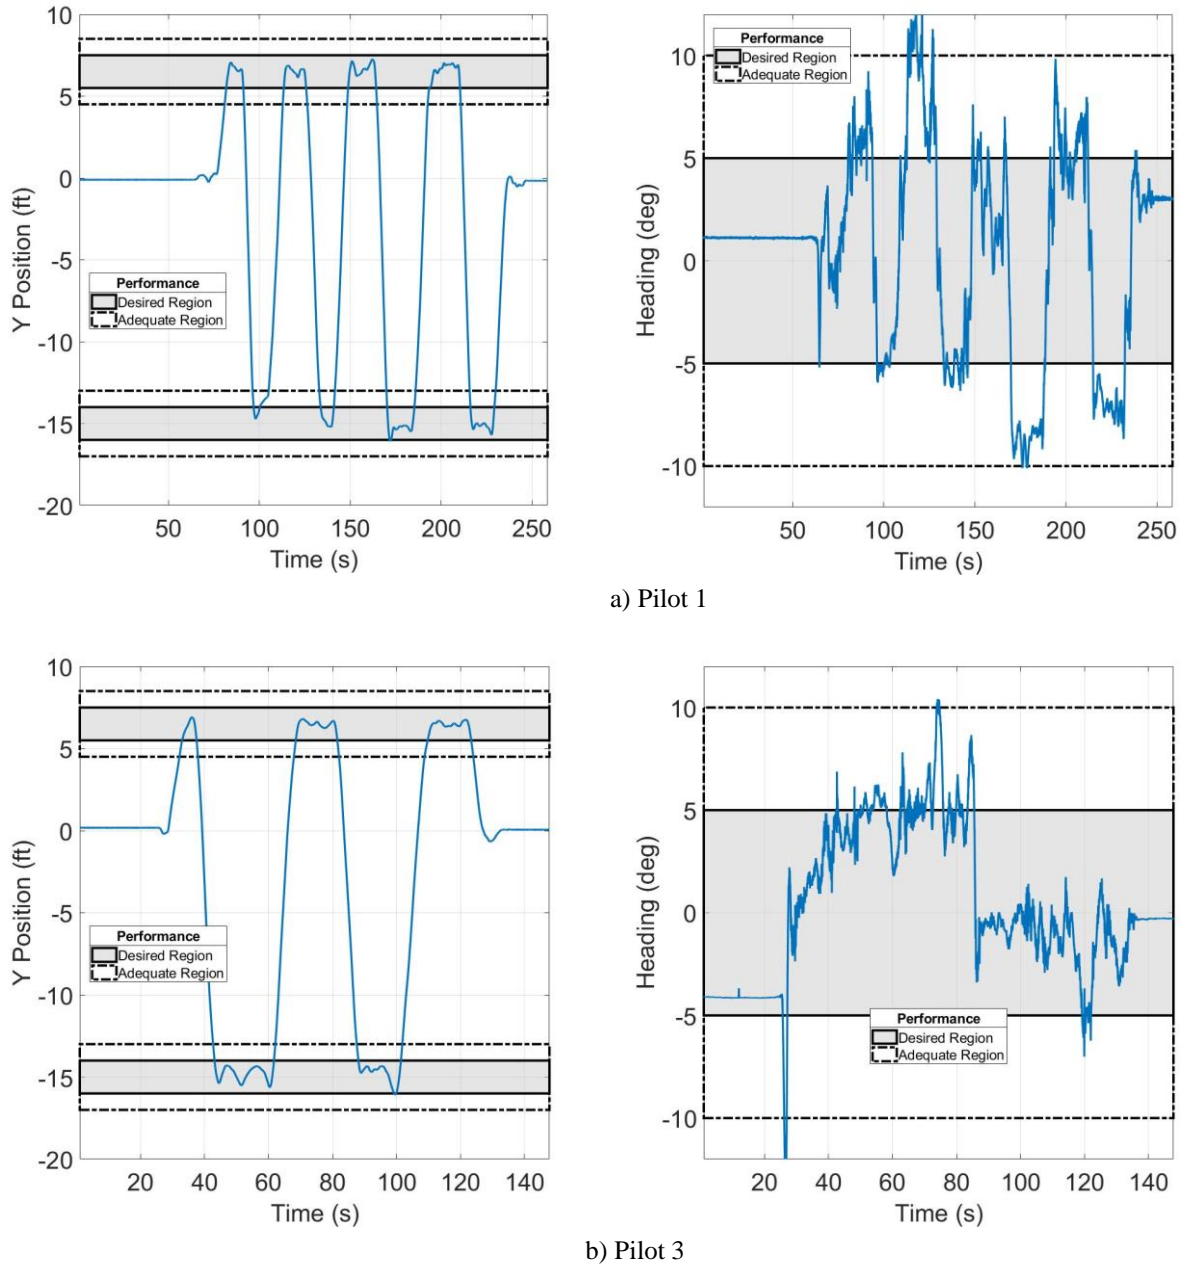 10
5
0
-5
-10
-15
-20
Y Position (ft)
Performance
Desired Region
Adequate Region
50 100 150 200 250
Time (s)
10
5
0
-5
-10
Heading (deg)
Performance
Desired Region
Adequate Region
50 100 150 200 250
Time (s)
a) Pilot 1
10
5
0
-5
-10
-15
-20
Y Position (ft)
Performance
Desired Region
Adequate Region
20 40 60 80 100 120 140
Time (s)
10
5
0
-5
-10
Heading (deg)
Performance
Desired Region
Adequate Region
20 40 60 80 100 120 140
Time (s)
b) Pilot 3